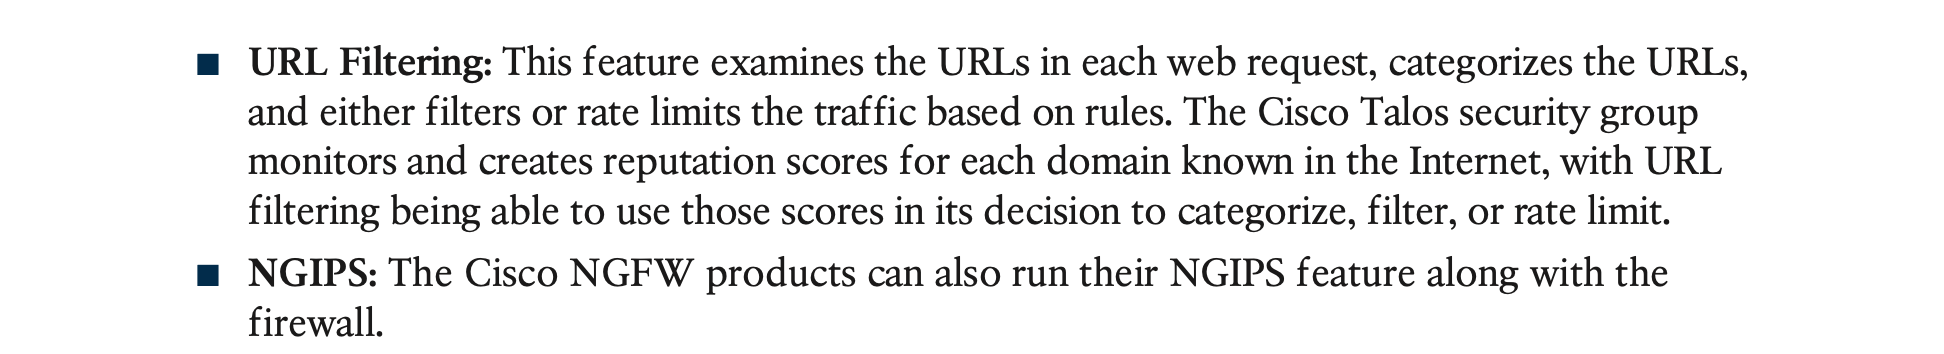 ■ URL Filtering: This feature examines the URLs in each web request, categorizes the URLs,
and either filters or rate limits the traffic based on rules. The Cisco Talos security group
monitors and creates reputation scores for each domain known in the Internet, with URL
filtering being able to use those scores in its decision to categorize, filter, or rate limit.
■ NGIPS: The Cisco NGFW products can also run their NGIPS feature along with the
firewall.